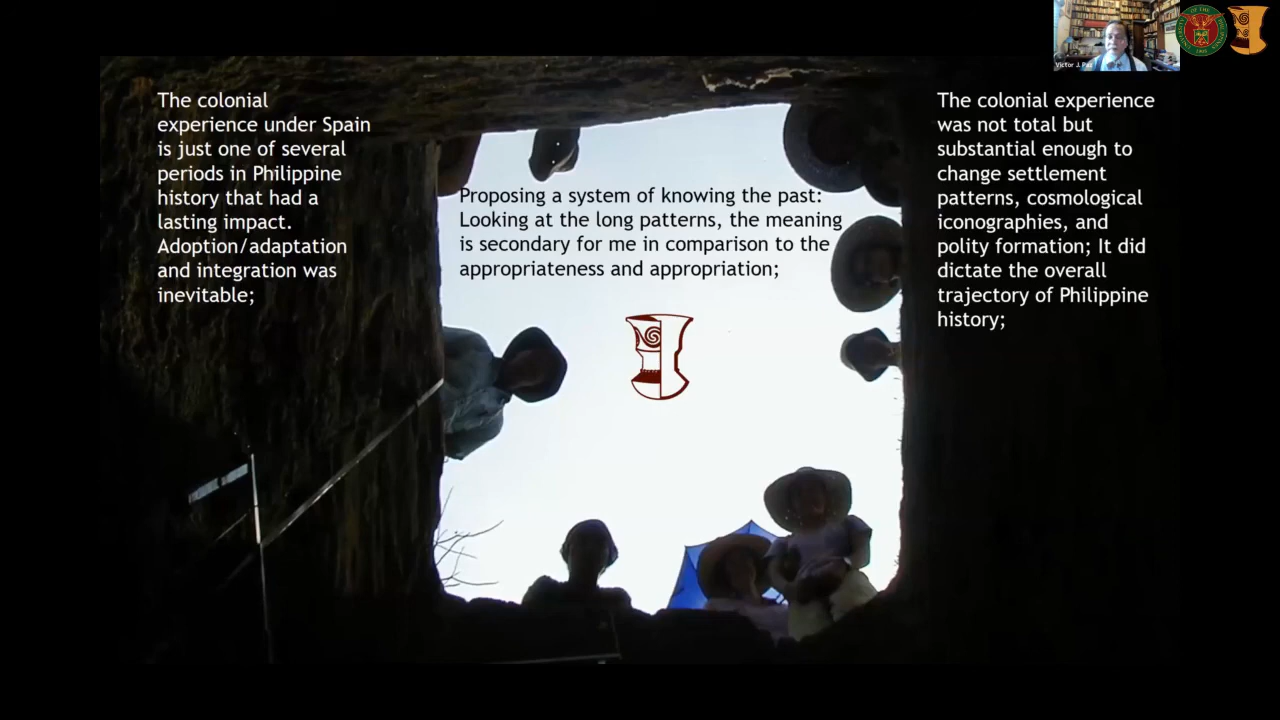 Victor J. Paz
The colonial
experience under Spain
is just one of several
periods in Philippine
history that had a
lasting impact.
Adoption/adaptation
and integration was
inevitable;
Proposing a system of knowing the past:
Looking at the long patterns, the meaning
is secondary for me in comparison to the
appropriateness and appropriation;
The colonial experience
was not total but
substantial enough to
change settlement
patterns, cosmological
iconographies, and
polity formation; It did
dictate the overall
trajectory of Philippine
history;